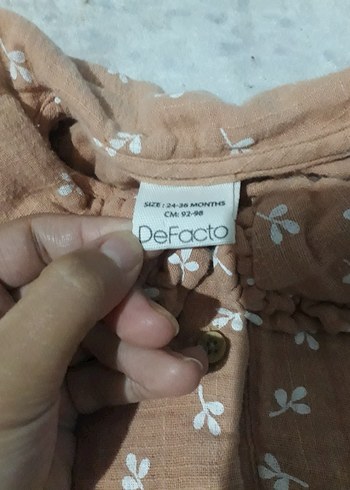 SIZE : 24-36 MONTHS
CM: 92-98
DeFacto